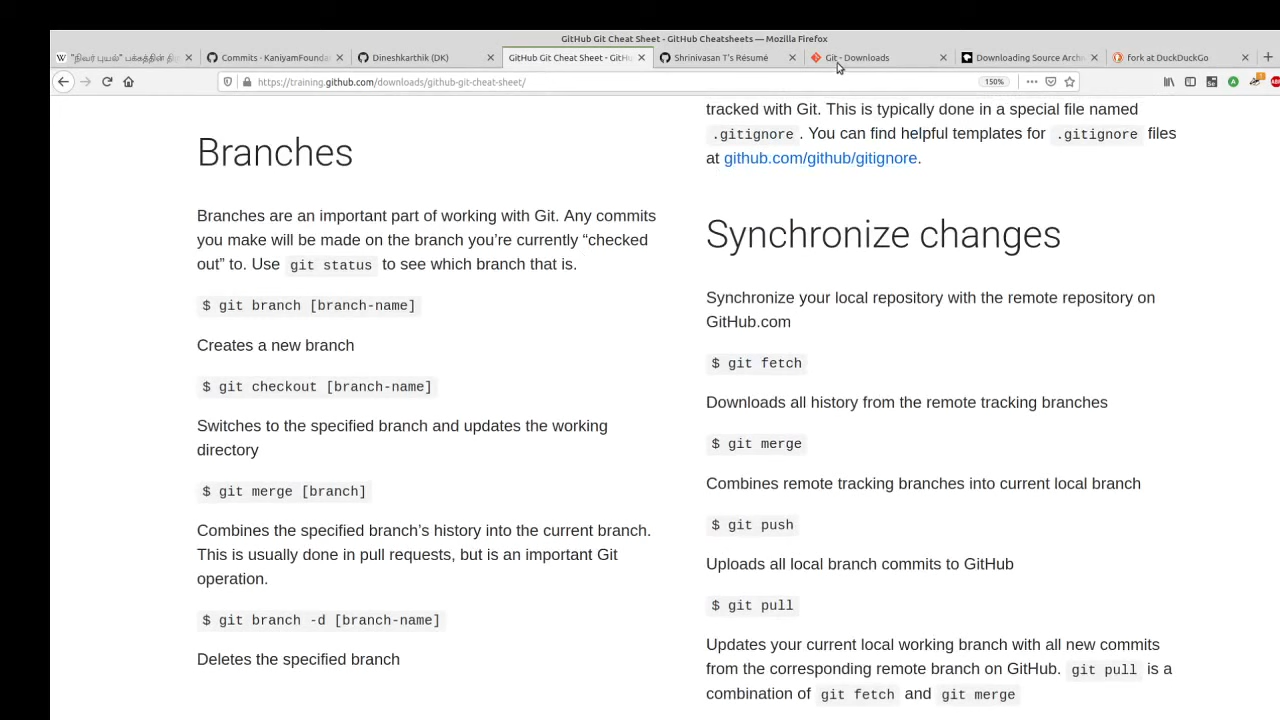 GitHub Git Cheat Sheet - GitHub Cheatsheets — Mozilla Firefox
"நிவர் புயல்" பக்கத்தின்
Commits - KaniyamFounda
Dineshkarthik (DK)
GitHub Git Cheat Sheet - GitHu
Shrinivasan T's Résumé
Git - Downloads
Downloading Source Archi
fork at DuckDuckGo
https://training.github.com/downloads/github-git-cheat-sheet/
150%
Branches
Branches are an important part of working with Git. Any commits
you make will be made on the branch you’re currently “checked
out” to. Use git status to see which branch that is.
$ git branch [branch-name]
Creates a new branch
$ git checkout [branch-name]
Switches to the specified branch and updates the working
directory
$ git merge [branch]
Combines the specified branch’s history into the current branch.
This is usually done in pull requests, but is an important Git
operation.
$ git branch -d [branch-name]
Deletes the specified branch
tracked with Git. This is typically done in a special file named
.gitignore. You can find helpful templates for .gitignore files
at github.com/github/gitignore.
Synchronize changes
Synchronize your local repository with the remote repository on
GitHub.com
$ git fetch
Downloads all history from the remote tracking branches
$ git merge
Combines remote tracking branches into current local branch
$ git push
Uploads all local branch commits to GitHub
$ git pull
Updates your current local working branch with all new commits
from the corresponding remote branch on GitHub. git pull is a
combination of git fetch and git merge